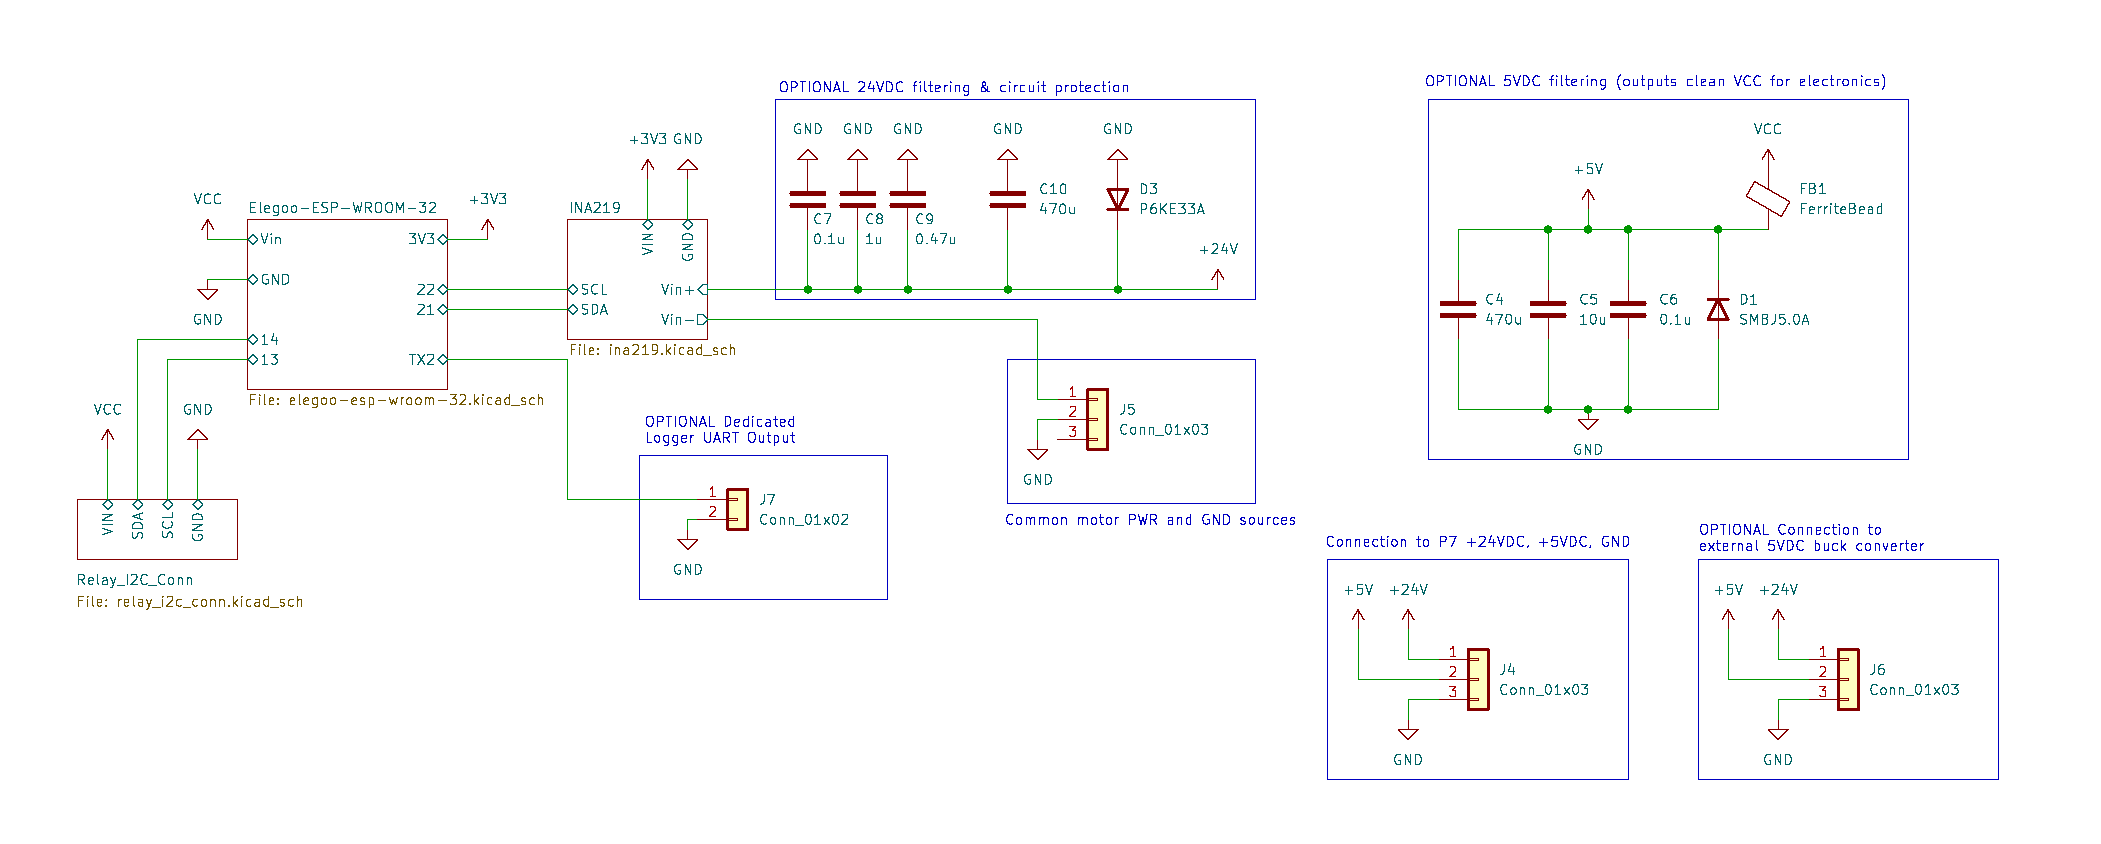 OPTIONAL 24VDC filtering & circuit protection
GND
GND
GND
GND
GND
C7
0.1u
C8
1u
C9
0.47u
C10
470u
D3
P6KE33A
+24V
OPTIONAL 5VDC filtering (outputs clean VCC for electronics)
VCC
+5V
FB1
FerriteBead
C4
470u
C5
10u
C6
0.1u
D1
SMBJ5.0A
GND
VCC
Elegoo-ESP-WROOM-32
+3V3
Vin
GND
14
13
3V3
22
21
TX2
GND
File: elegoo-esp-wroom-32.kicad_sch
+3V3
GND
INA219
VIN
GND
SCL
SDA
Vin+
Vin-
File: ina219.kicad_sch
VCC
GND
VIN
SDA
SCL
GND
Relay_I2C_Conn
File: relay_i2c_conn.kicad_sch
OPTIONAL Dedicated
Logger UART Output
1
2
J7
Conn_01x02
GND
1
2
3
J5
Conn_01x03
GND
Common motor PWR and GND sources
Connection to P7 +24VDC, +5VDC, GND
+5V
+24V
1
2
3
J4
Conn_01x03
GND
OPTIONAL Connection to
external 5VDC buck converter
+5V
+24V
1
2
3
J6
Conn_01x03
GND